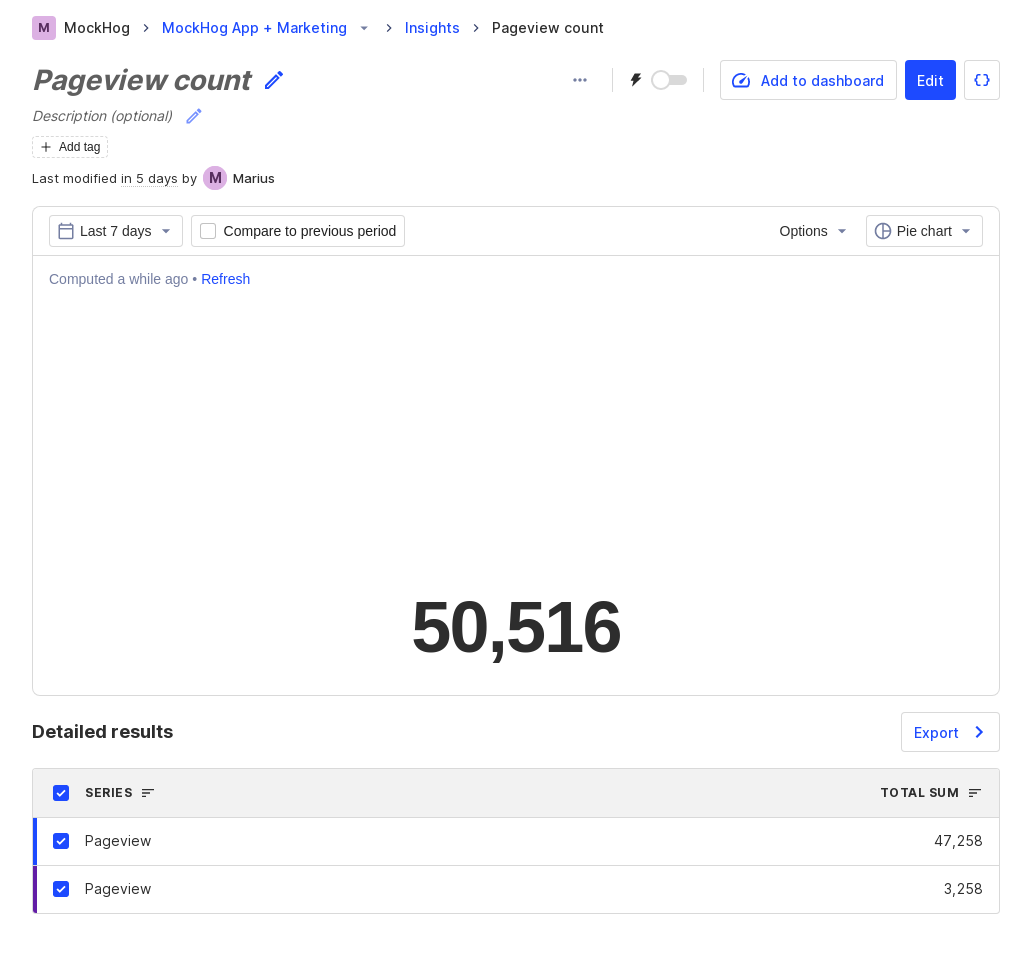 M MockHog MockHog App + Marketing Insights Pageview count
Pageview count
Add to dashboard Edit {}
Description (optional)
Add tag
Last modified in 5 days by M Marius
Last 7 days Compare to previous period Options Pie chart
Computed a while ago • Refresh
50,516
Detailed results Export
SERIES TOTAL SUM
Pageview 47,258
Pageview 3,258